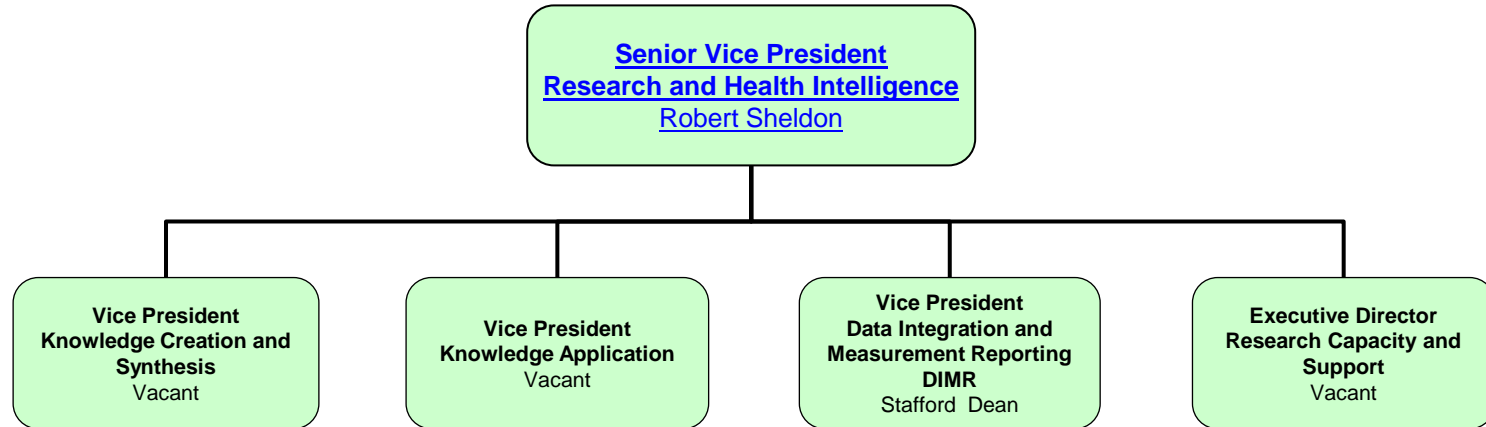 Senior Vice President
Research and Health Intelligence
Robert Sheldon
Vice President
Knowledge Creation and
Synthesis
Vacant
Vice President
Knowledge Application
Vacant
Vice President
Data Integration and
Measurement Reporting
DIMR
Stafford  Dean
Executive Director
Research Capacity and
Support
Vacant